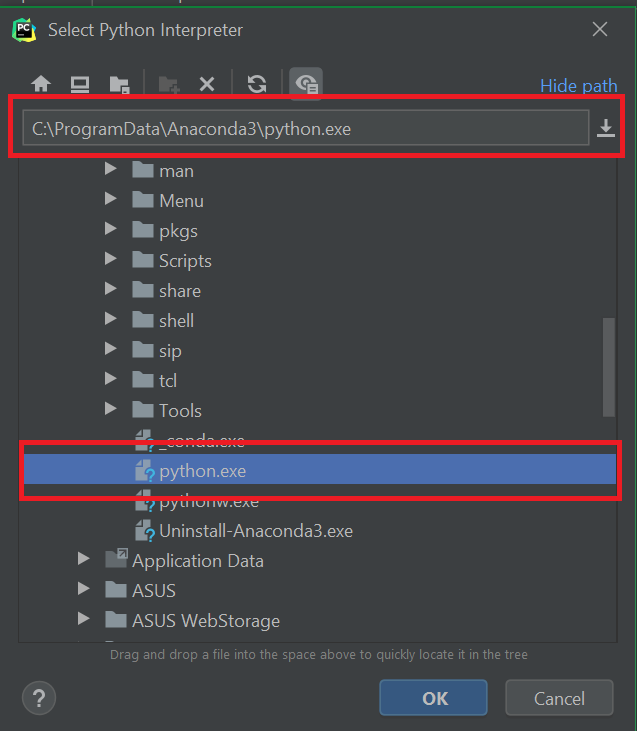 PC
Select Python Interpreter
Hide path
C:\ProgramData\Anaconda3\python.exe
man
Menu
pkgs
Scripts
share
shell
sip
tcl
Tools
_conda.exe
python.exe
pythonw.exe
Uninstall-Anaconda3.exe
Application Data
ASUS
ASUS WebStorage
Drag and drop a file into the space above to quickly locate it in the tree
?
OK
Cancel